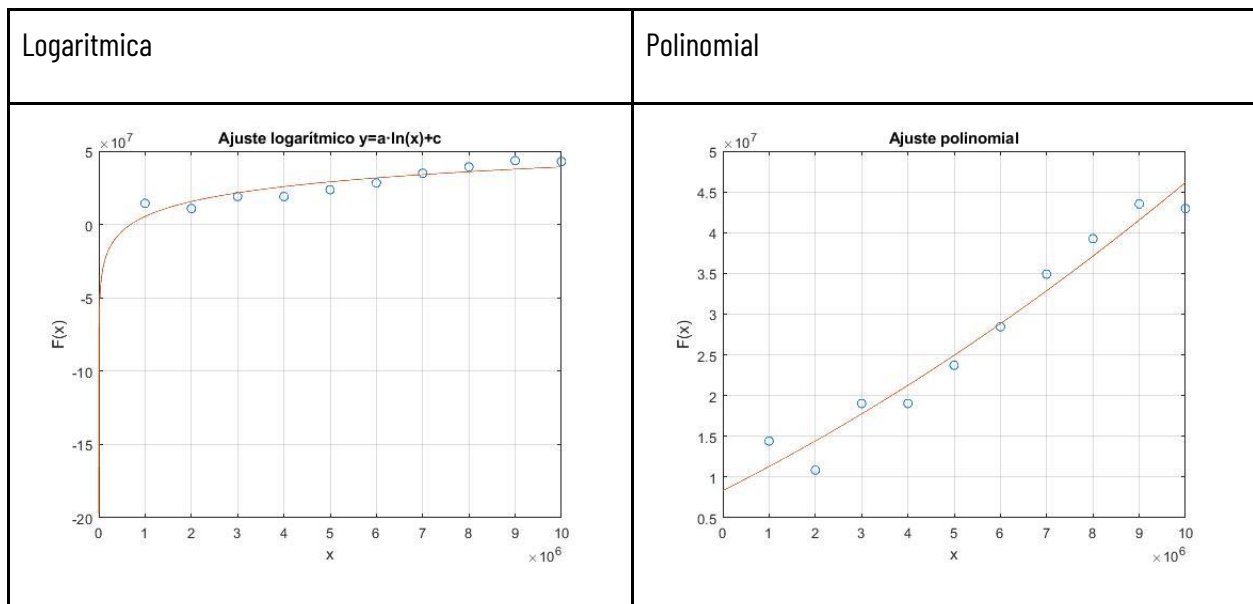 Logaritmica
Polinomial
Ajuste logarítmico y=a·ln(x)+c
×10^7
5
0
-5
-10
-15
-20
F(x)
0 1 2 3 4 5 6 7 8 9 10
x
×10^6
Ajuste polinomial
×10^7
5
4.5
4
3.5
3
2.5
2
1.5
1
0.5
F(x)
0 1 2 3 4 5 6 7 8 9 10
x
×10^6